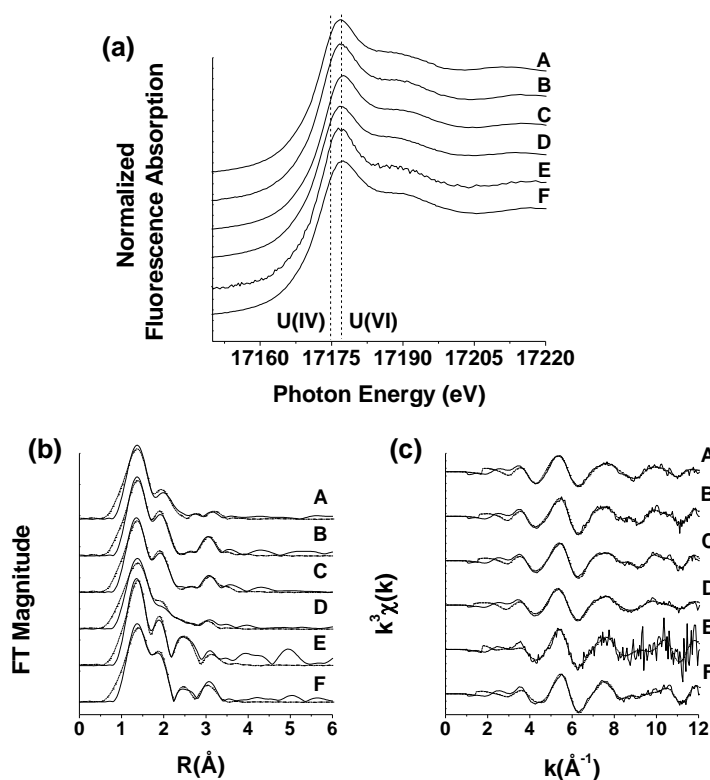 (a)
Normalized
Fluorescence Absorption
A
B
C
D
E
F
U(IV)
U(VI)
17160
17175
17190
17205
17220
Photon Energy (eV)
(b)
FT Magnitude
A
B
C
D
E
F
0
1
2
3
4
5
6
R(Å)
(c)
k³χ(k)
A
B
C
D
E
F
0
2
4
6
8
10
12
k(Å⁻¹)